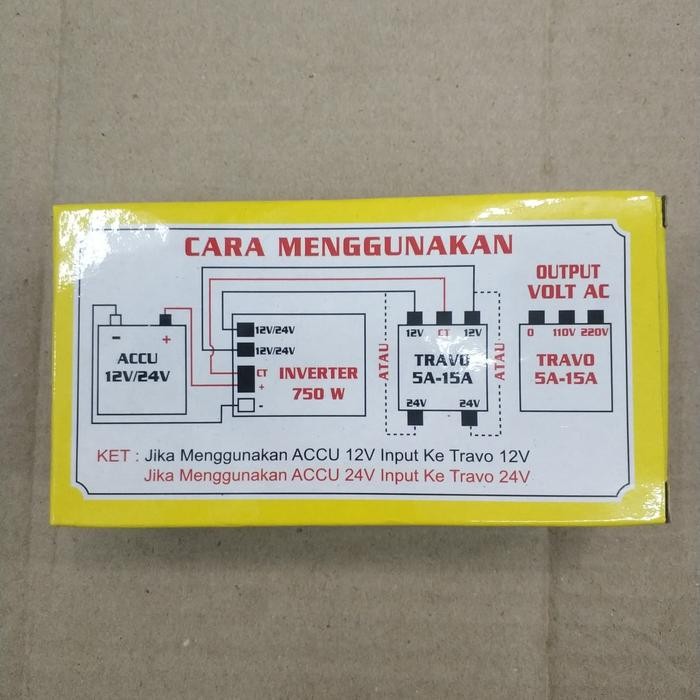 CARA MENGGUNAKAN
- +
ACCU
12V/24V
12V/24V
12V/24V
CT
+
-
INVERTER
750 W
ATAU
12V CT 12V
TRAVO
5A-15A
24V 24V
ATAU
OUTPUT
VOLT AC
0 110V 220V
TRAVO
5A-15A
KET : Jika Menggunakan ACCU 12V Input Ke Travo 12V
Jika Menggunakan ACCU 24V Input Ke Travo 24V